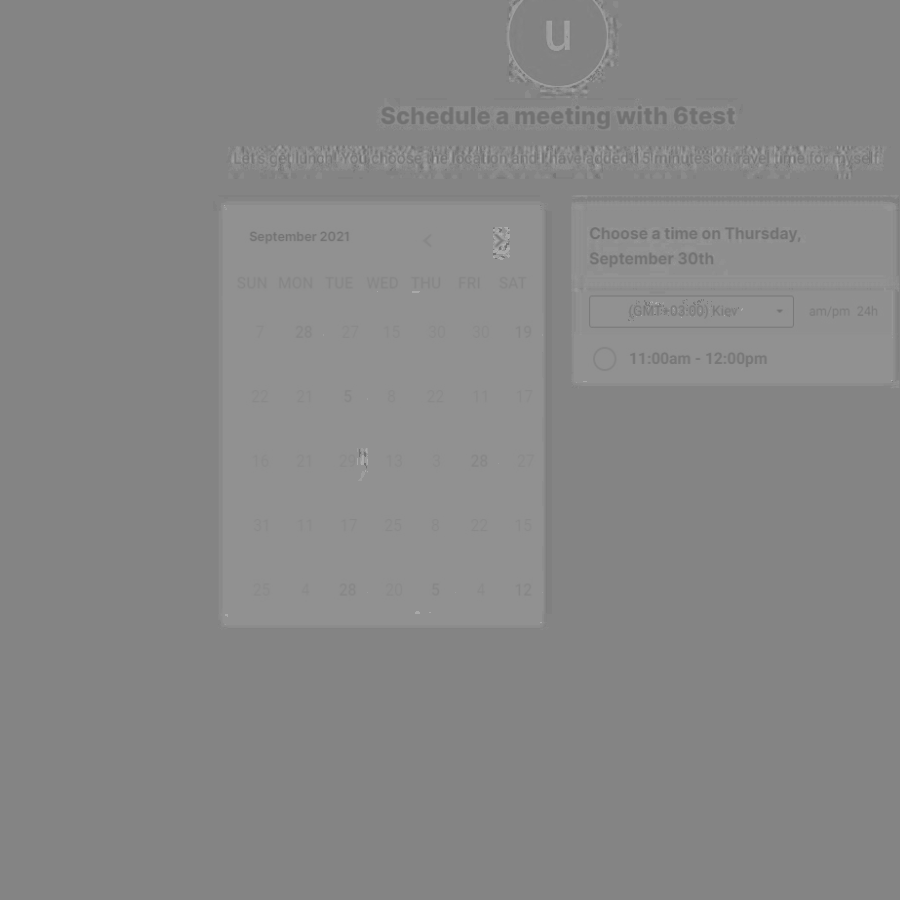 u
Schedule a meeting with 6test
Let's get lunch! You choose the location and I have added 15 minutes of travel time for myself.
September 2021
SUN MON TUE WED THU FRI SAT
7 28 27 15 30 30 19
22 21 5 8 22 11 17
16 21 29 13 3 28 27
31 11 17 25 8 22 15
25 4 28 20 5 4 12
Choose a time on Thursday,
September 30th
(GMT+03:00) Kiev
am/pm 24h
11:00am - 12:00pm